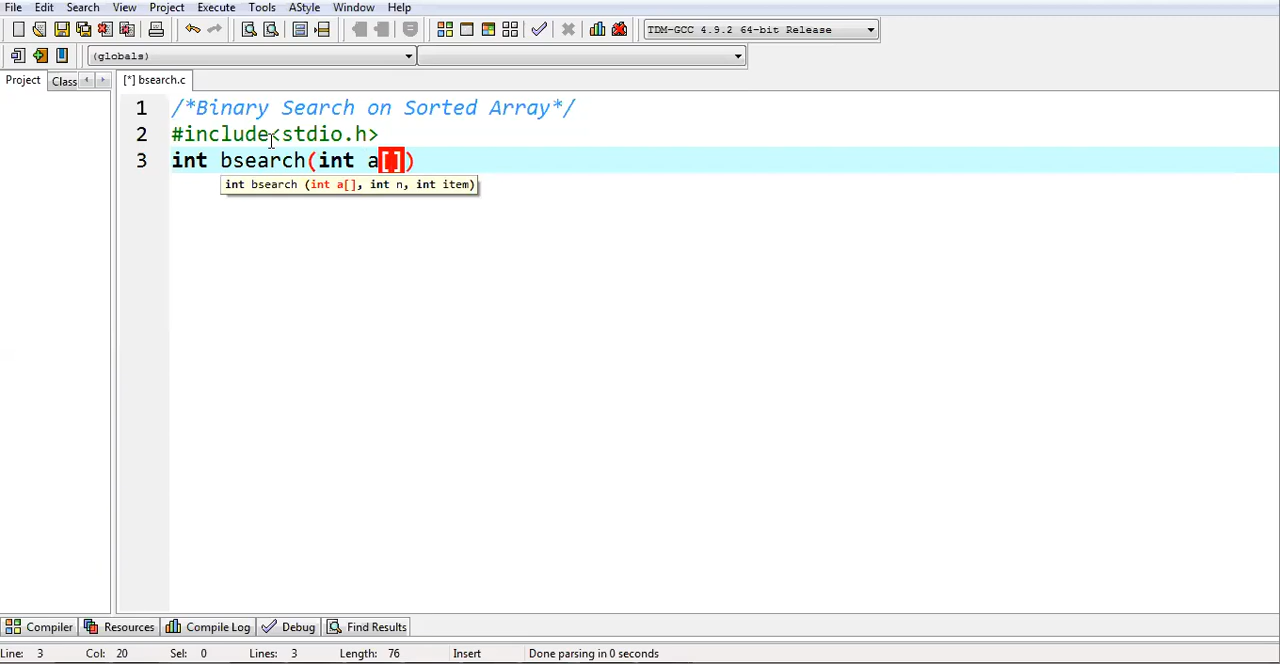 File Edit Search View Project Execute Tools AStyle Window Help
TDM-GCC 4.9.2 64-bit Release
(globals)
Project Class [*] bsearch.c
1 /*Binary Search on Sorted Array*/
2 #include<stdio.h>
3 int bsearch(int a[])
int bsearch (int a[], int n, int item)
Compiler Resources Compile Log Debug Find Results
Line: 3 Col: 20 Sel: 0 Lines: 3 Length: 76 Insert Done parsing in 0 seconds